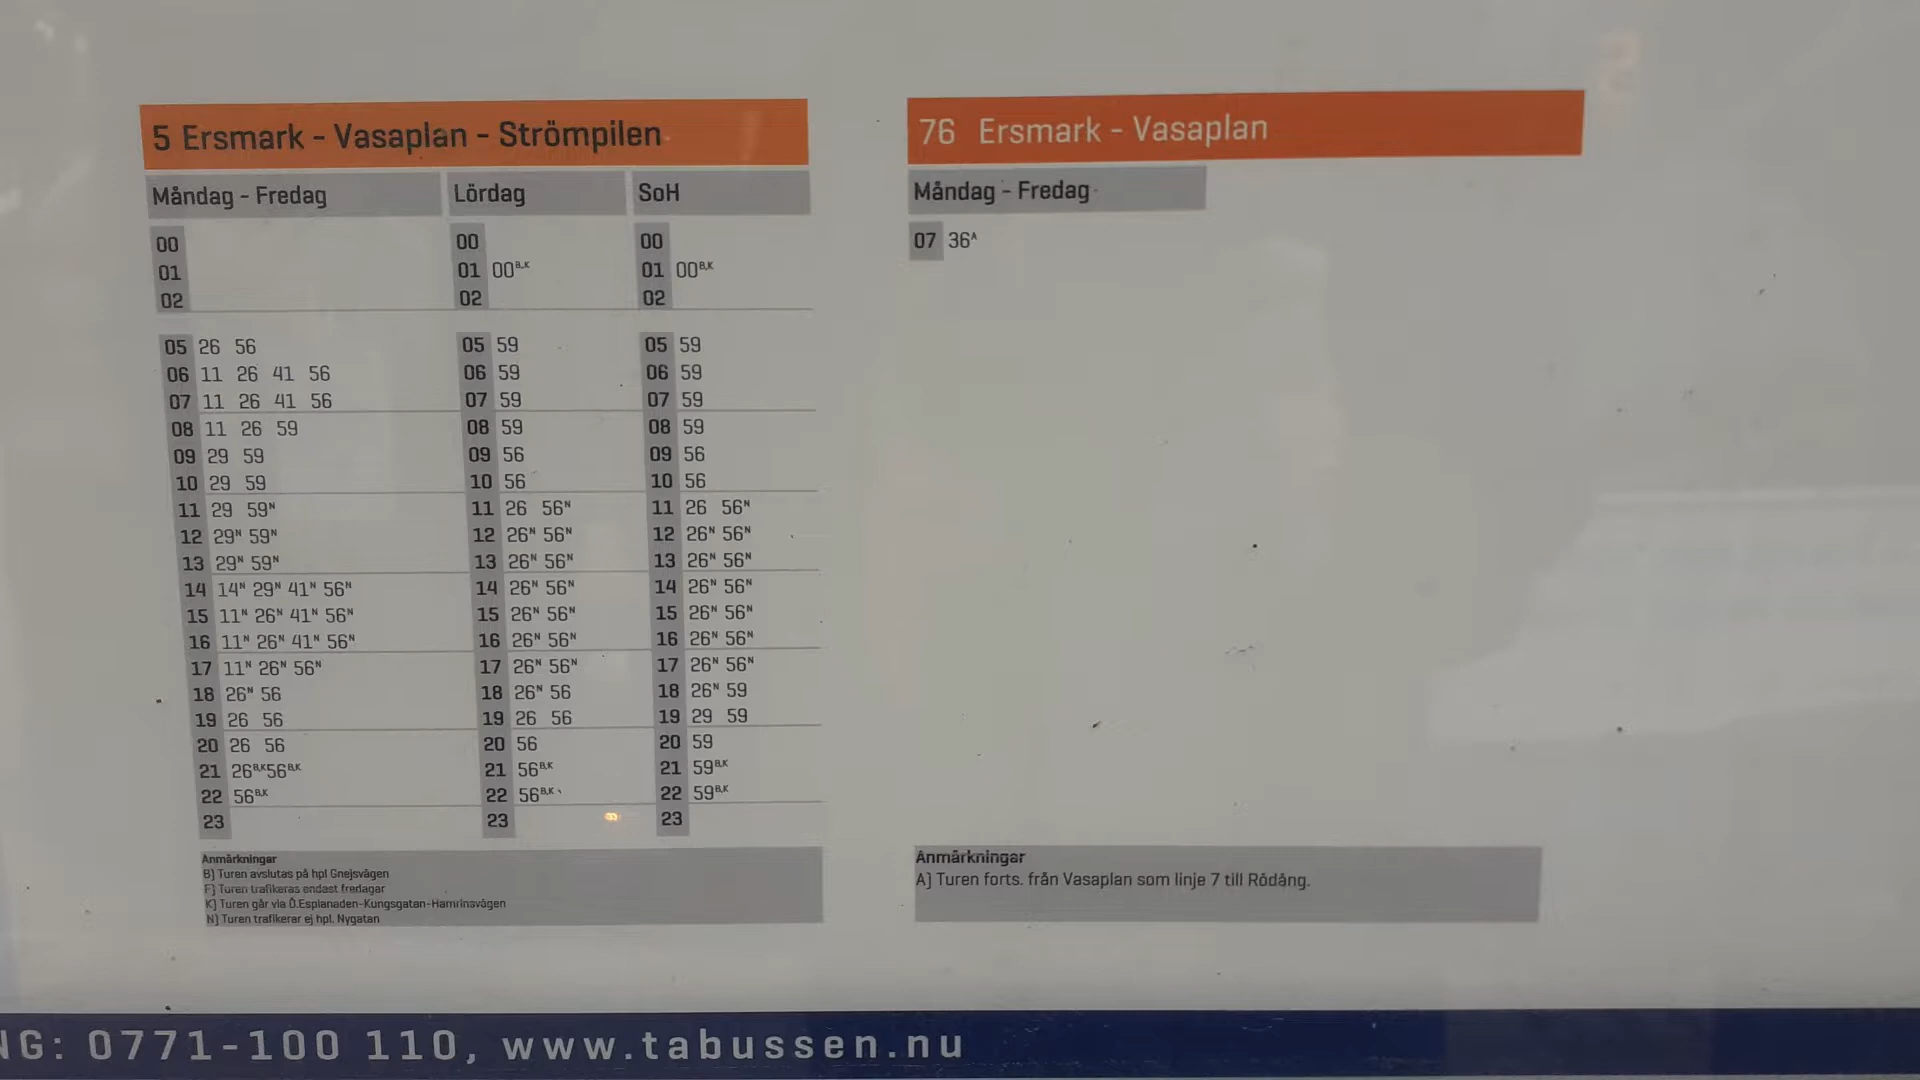 5 Ersmark - Vasaplan - Strömpilen
Måndag - Fredag Lördag SoH
00 00 00
01 01 00B,K 01 00B,K
02 02 02
05 26 56 05 59 05 59
06 11 26 41 56 06 59 06 59
07 11 26 41 56 07 59 07 59
08 11 26 59 08 59 08 59
09 29 59 09 56 09 56
10 29 59 10 56 10 56
11 29 59N 11 26 56N 11 26 56N
12 29N 59N 12 26N 56N 12 26N 56N
13 29N 59N 13 26N 56N 13 26N 56N
14 14N 29N 41N 56N 14 26N 56N 14 26N 56N
15 11N 26N 41N 56N 15 26N 56N 15 26N 56N
16 11N 26N 41N 56N 16 26N 56N 16 26N 56N
17 11N 26N 56N 17 26N 56N 17 26N 56N
18 26N 56 18 26N 56 18 26N 59
19 26 56 19 26 56 19 29 59
20 26 56 20 56 20 59
21 26B,K 56B,K 21 56B,K 21 59B,K
22 56B,K 22 56B,K 22 59B,K
23 23 23
Anmärkningar
B) Turen avslutas på hpl Gnejsvägen
F) Turen trafikeras endast fredagar
K) Turen går via Ö.Esplanaden-Kungsgatan-Hamrinsvägen
N) Turen trafikerar ej hpl. Nygatan
76 Ersmark - Vasaplan
Måndag - Fredag
07 36A
Anmärkningar
A) Turen forts. från Vasaplan som linje 7 till Rödäng.
NG: 0771-100 110, www.tabussen.nu